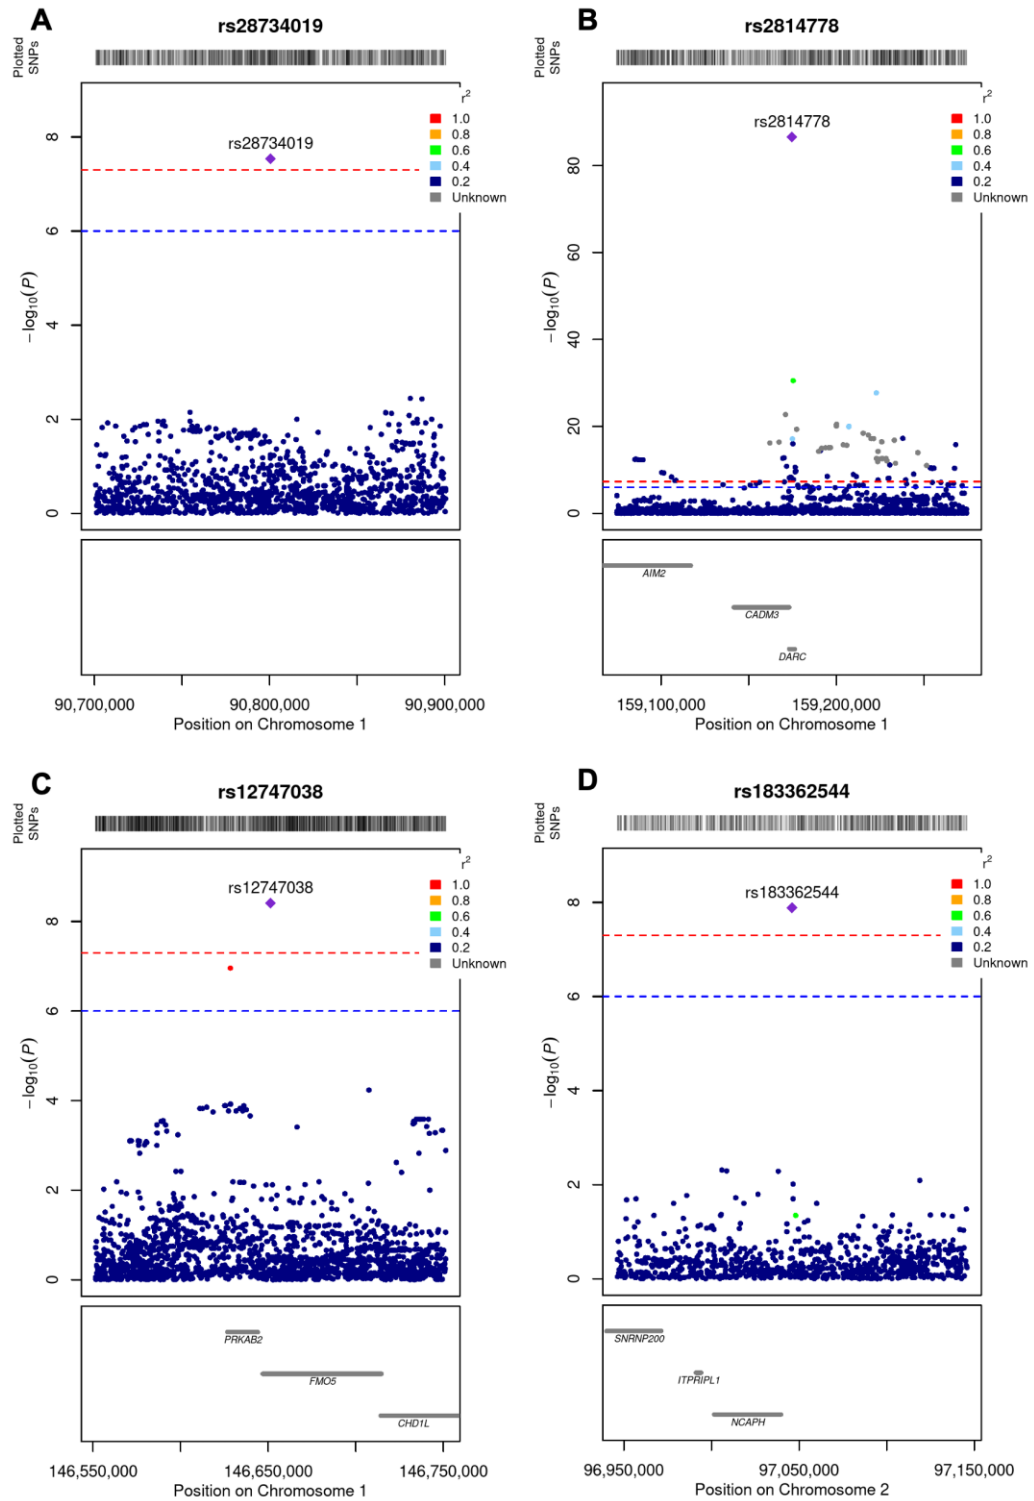 A
rs28734019
Plotted
SNPs
r2
1.0
0.8
0.6
0.4
0.2
Unknown
rs28734019
8
6
4
2
0
−log10(P)
90,700,000
90,800,000
90,900,000
Position on Chromosome 1
B
rs2814778
Plotted
SNPs
r2
1.0
0.8
0.6
0.4
0.2
Unknown
rs2814778
80
60
40
20
0
−log10(P)
AIM2
CADM3
DARC
159,100,000
159,200,000
Position on Chromosome 1
C
rs12747038
Plotted
SNPs
r2
1.0
0.8
0.6
0.4
0.2
Unknown
rs12747038
8
6
4
2
0
−log10(P)
PRKAB2
FMO5
CHD1L
146,550,000
146,650,000
146,750,000
Position on Chromosome 1
D
rs183362544
Plotted
SNPs
r2
1.0
0.8
0.6
0.4
0.2
Unknown
rs183362544
8
6
4
2
0
−log10(P)
SNRNP200
ITPRIPL1
NCAPH
96,950,000
97,050,000
97,150,000
Position on Chromosome 2